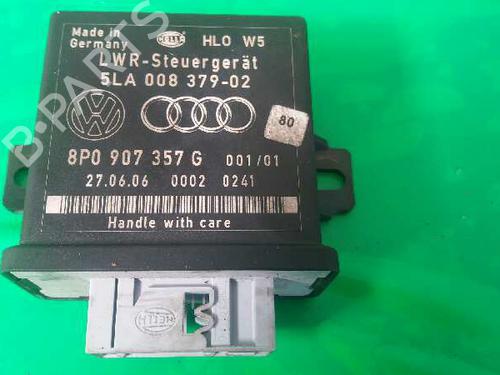 Made in
Germany
HELLA
HLO W5
LWR-Steuergerät
5LA 008 379-02
80
8P0 907 357 G 001/01
27.06.06 0002 0241
Handle with care
HELLA